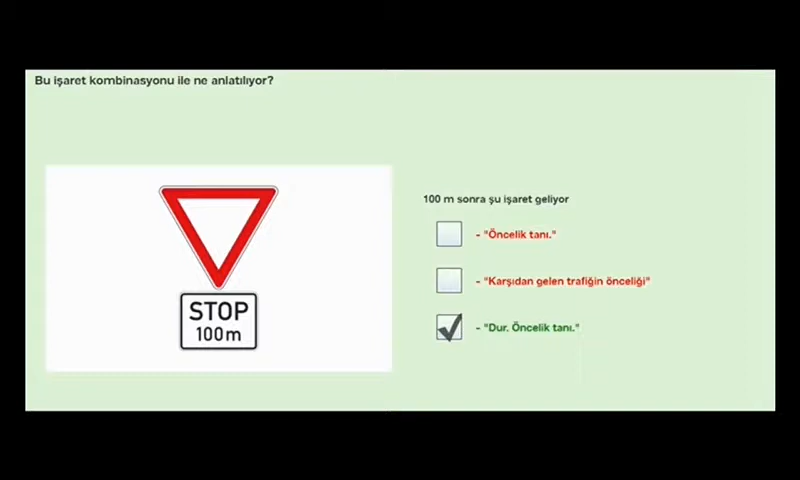 Bu işaret kombinasyonu ile ne anlatılıyor?
STOP
100 m
100 m sonra şu işaret geliyor
- "Öncelik tanı."
- "Karşıdan gelen trafiğin önceliği"
- "Dur. Öncelik tanı."